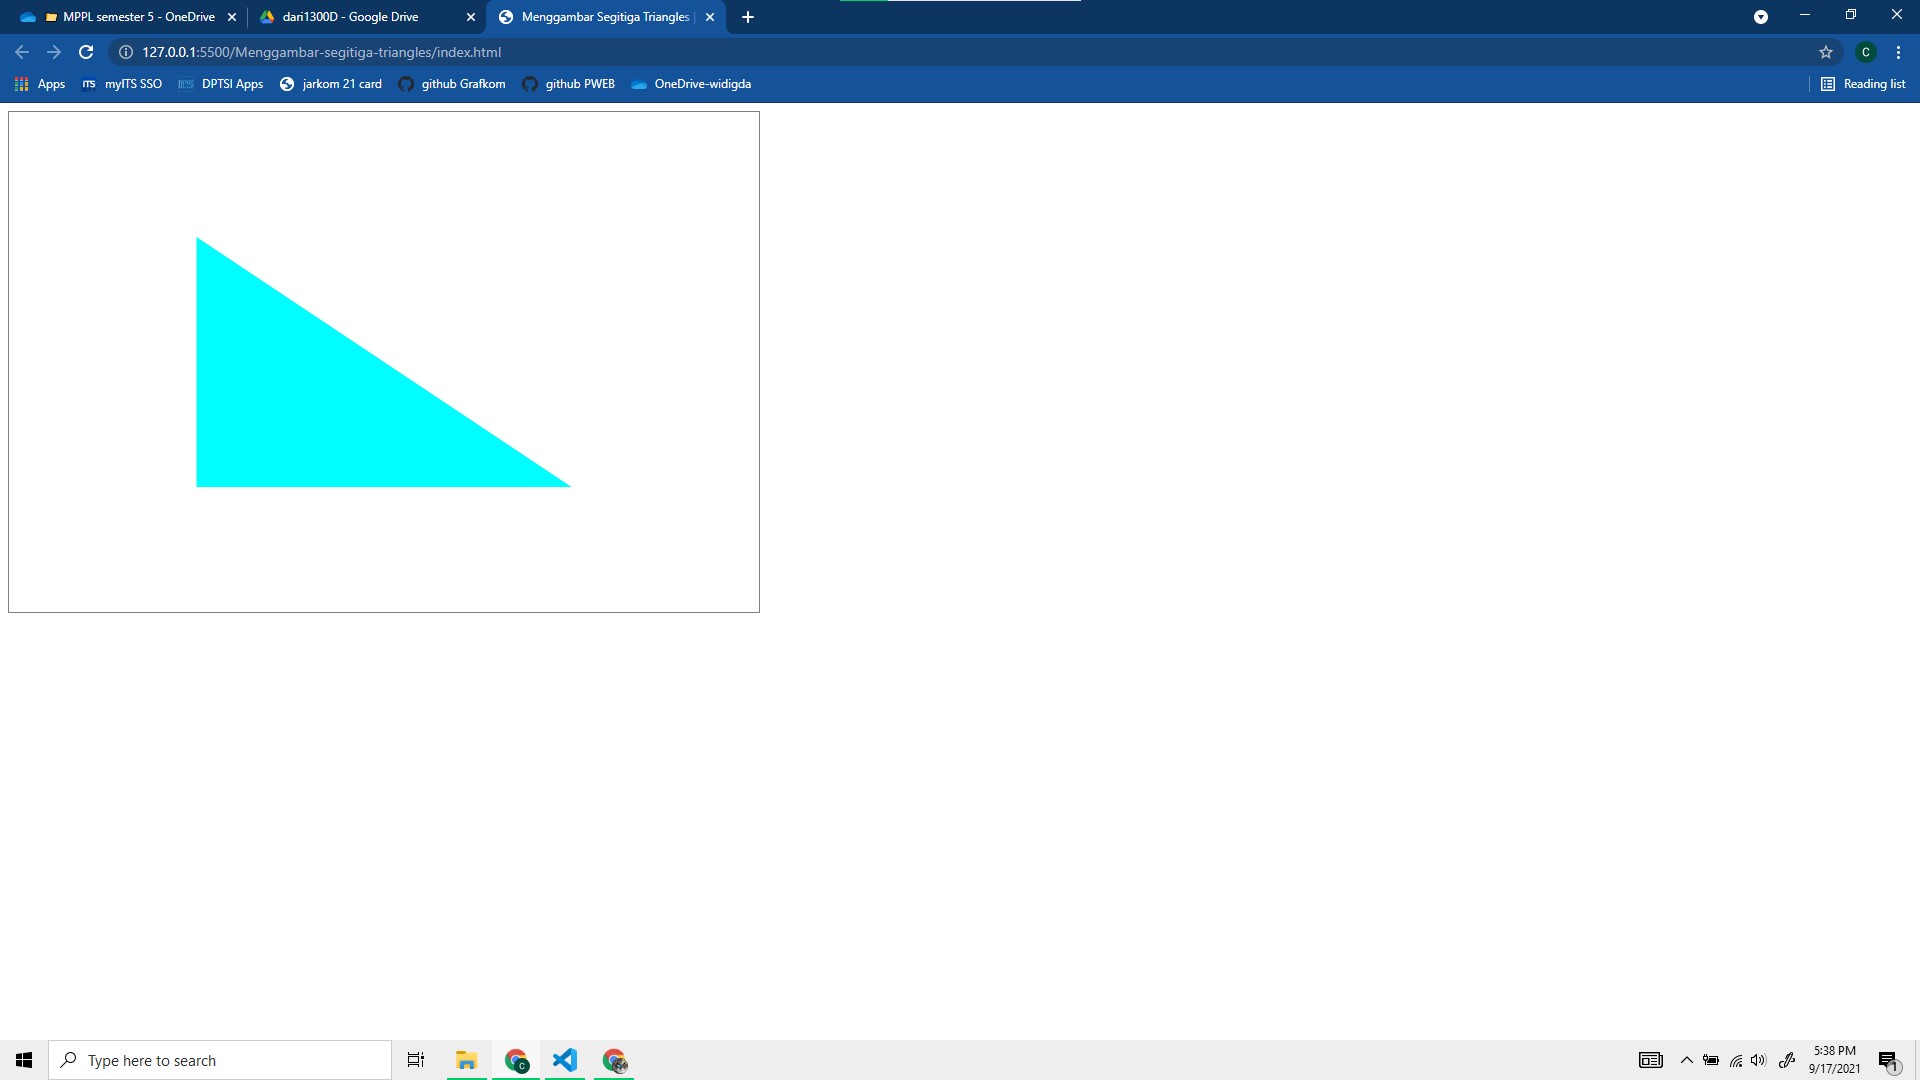 MPPL semester 5 - OneDrive
dari1300D - Google Drive
Menggambar Segitiga Triangles |
127.0.0.1:5500/Menggambar-segitiga-triangles/index.html
C
Apps
ITS myITS SSO
DPTSI Apps
jarkom 21 card
github Grafkom
github PWEB
OneDrive-widigda
Reading list
Type here to search
C
5:38 PM
9/17/2021
1